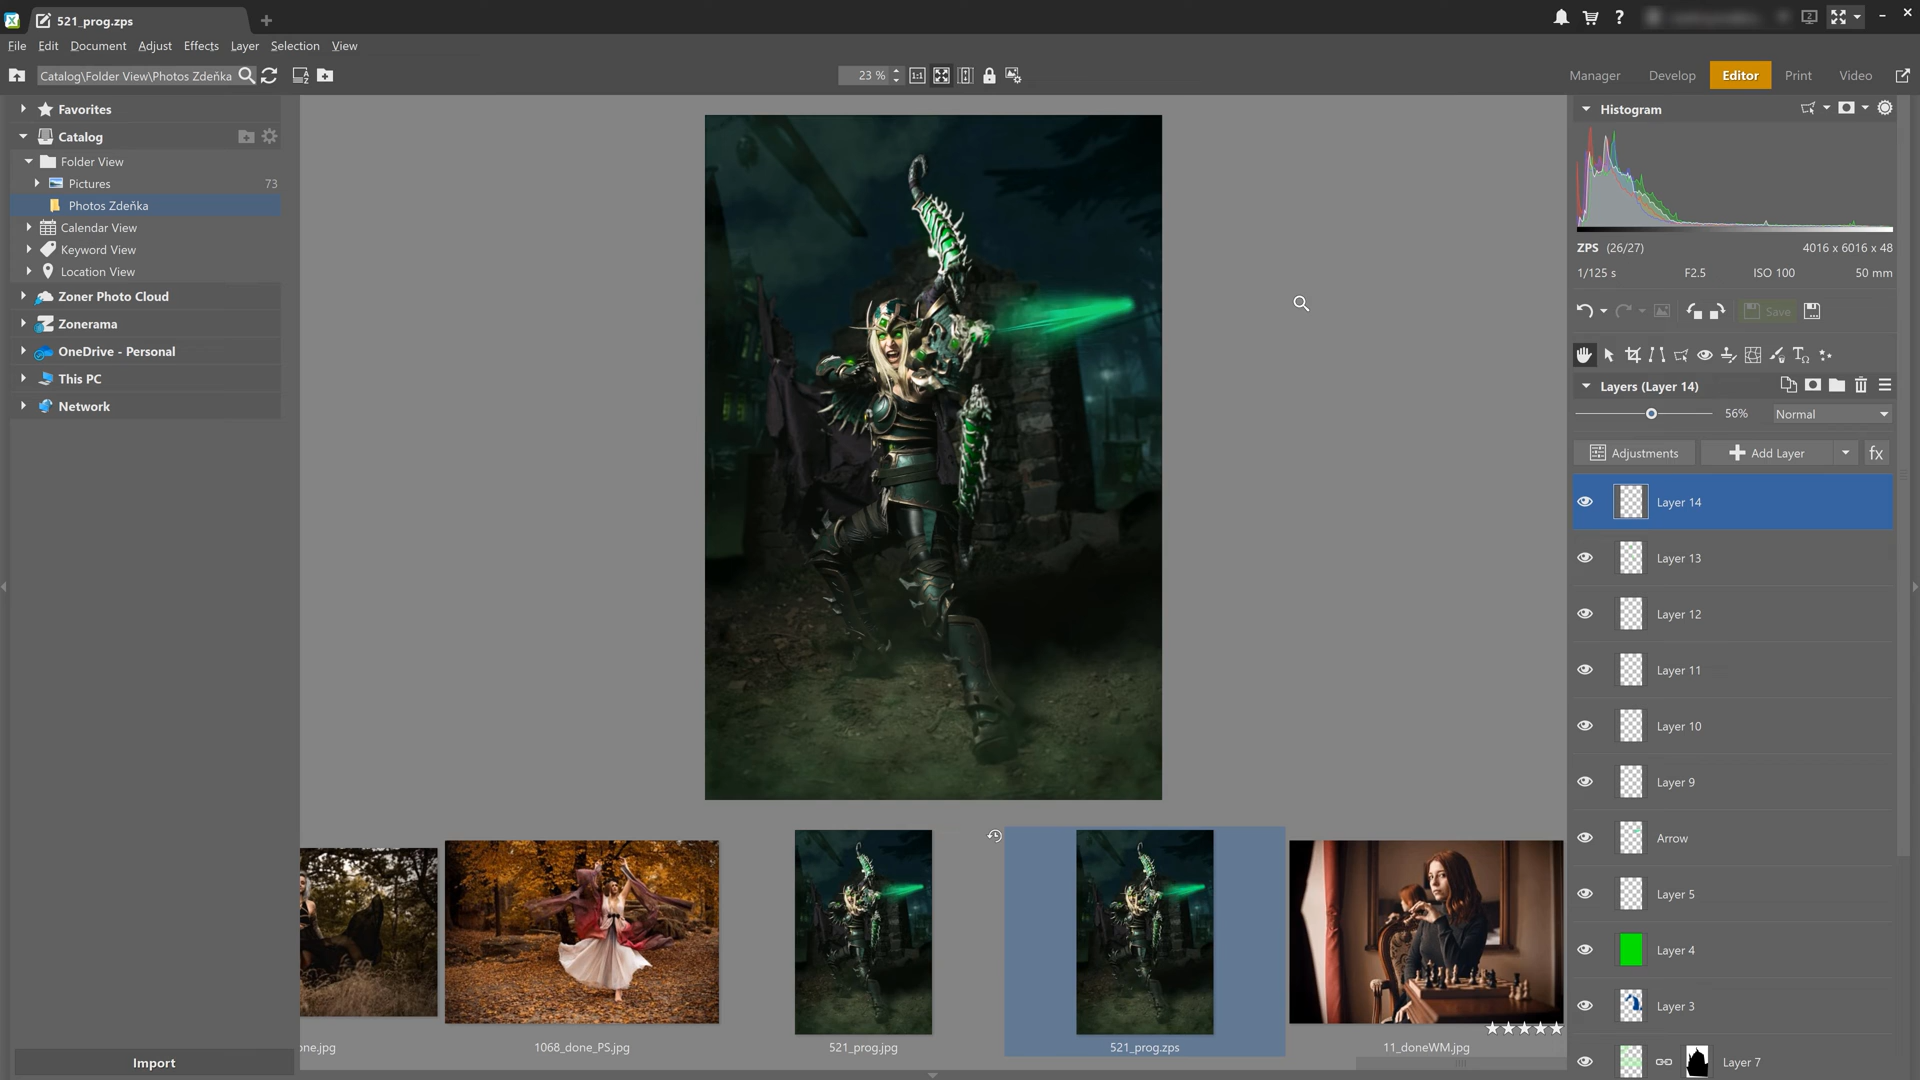 521_prog.zps
File Edit Document Adjust Effects Layer Selection View
Catalog\Folder View\Photos Zdeňka
23 %
1:1
2
Manager Develop Editor Print Video
Favorites
Catalog
Folder View
Pictures 73
Photos Zdeňka
Calendar View
Keyword View
Location View
Zoner Photo Cloud
Zonerama
OneDrive - Personal
This PC
Network
Import
Histogram
ZPS (26/27) 4016 x 6016 x 48
1/125 s F2.5 ISO 100 50 mm
Save
Layers (Layer 14)
56% Normal
Adjustments Add Layer fx
Layer 14
Layer 13
Layer 12
Layer 11
Layer 10
Layer 9
Arrow
Layer 5
Layer 4
Layer 3
Layer 7
one.jpg 1068_done_PS.jpg 521_prog.jpg 521_prog.zps 11_doneWM.jpg